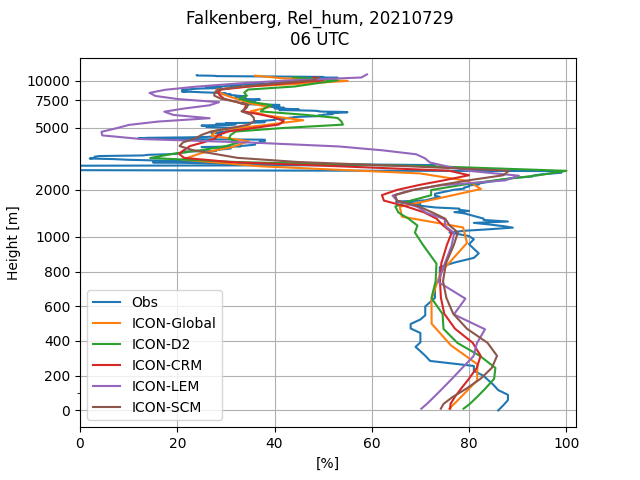 Falkenberg, Rel_hum, 20210729
06 UTC
Height [m]
10000
7500
5000
2000
1000
800
600
400
200
0
Obs
ICON-Global
ICON-D2
ICON-CRM
ICON-LEM
ICON-SCM
0 20 40 60 80 100
[%]